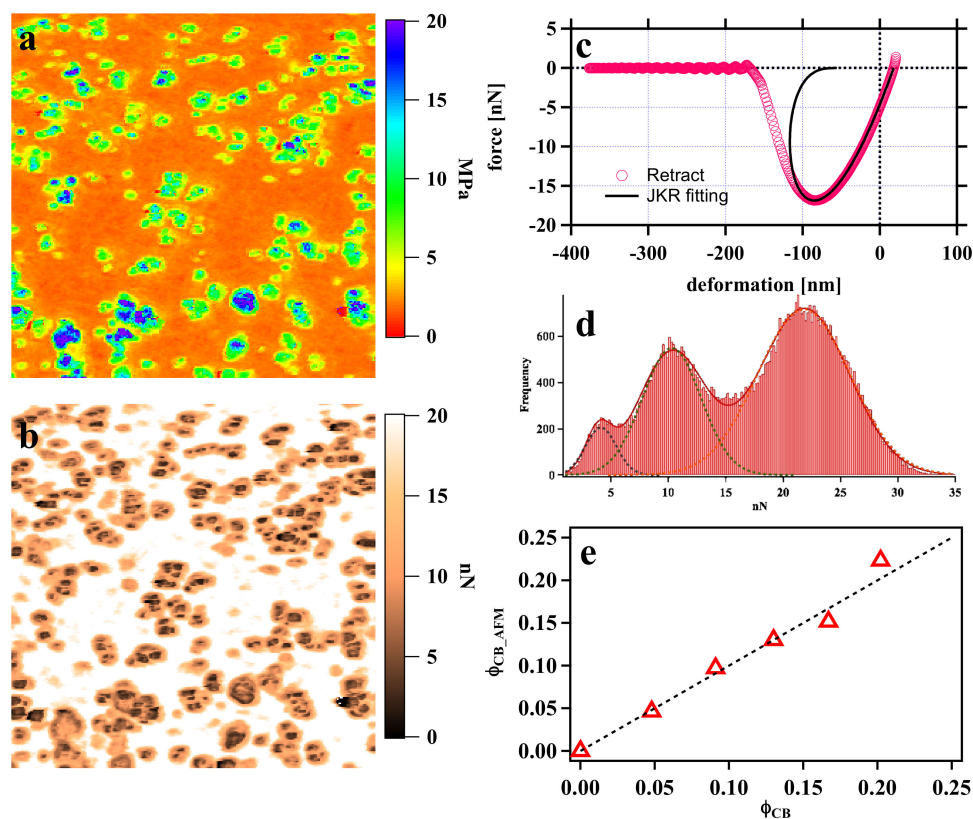 a
20
15
10
5
0
MPa
b
20
15
10
5
0
nN
c
force [nN]
5
0
-5
-10
-15
-20
Retract
JKR fitting
-400 -300 -200 -100 0 100
deformation [nm]
d
Frequency
600
400
200
0
5 10 15 20 25 30 35
nN
e
ϕCB_AFM
0.25
0.20
0.15
0.10
0.05
0.00
0.00 0.05 0.10 0.15 0.20 0.25
ϕCB